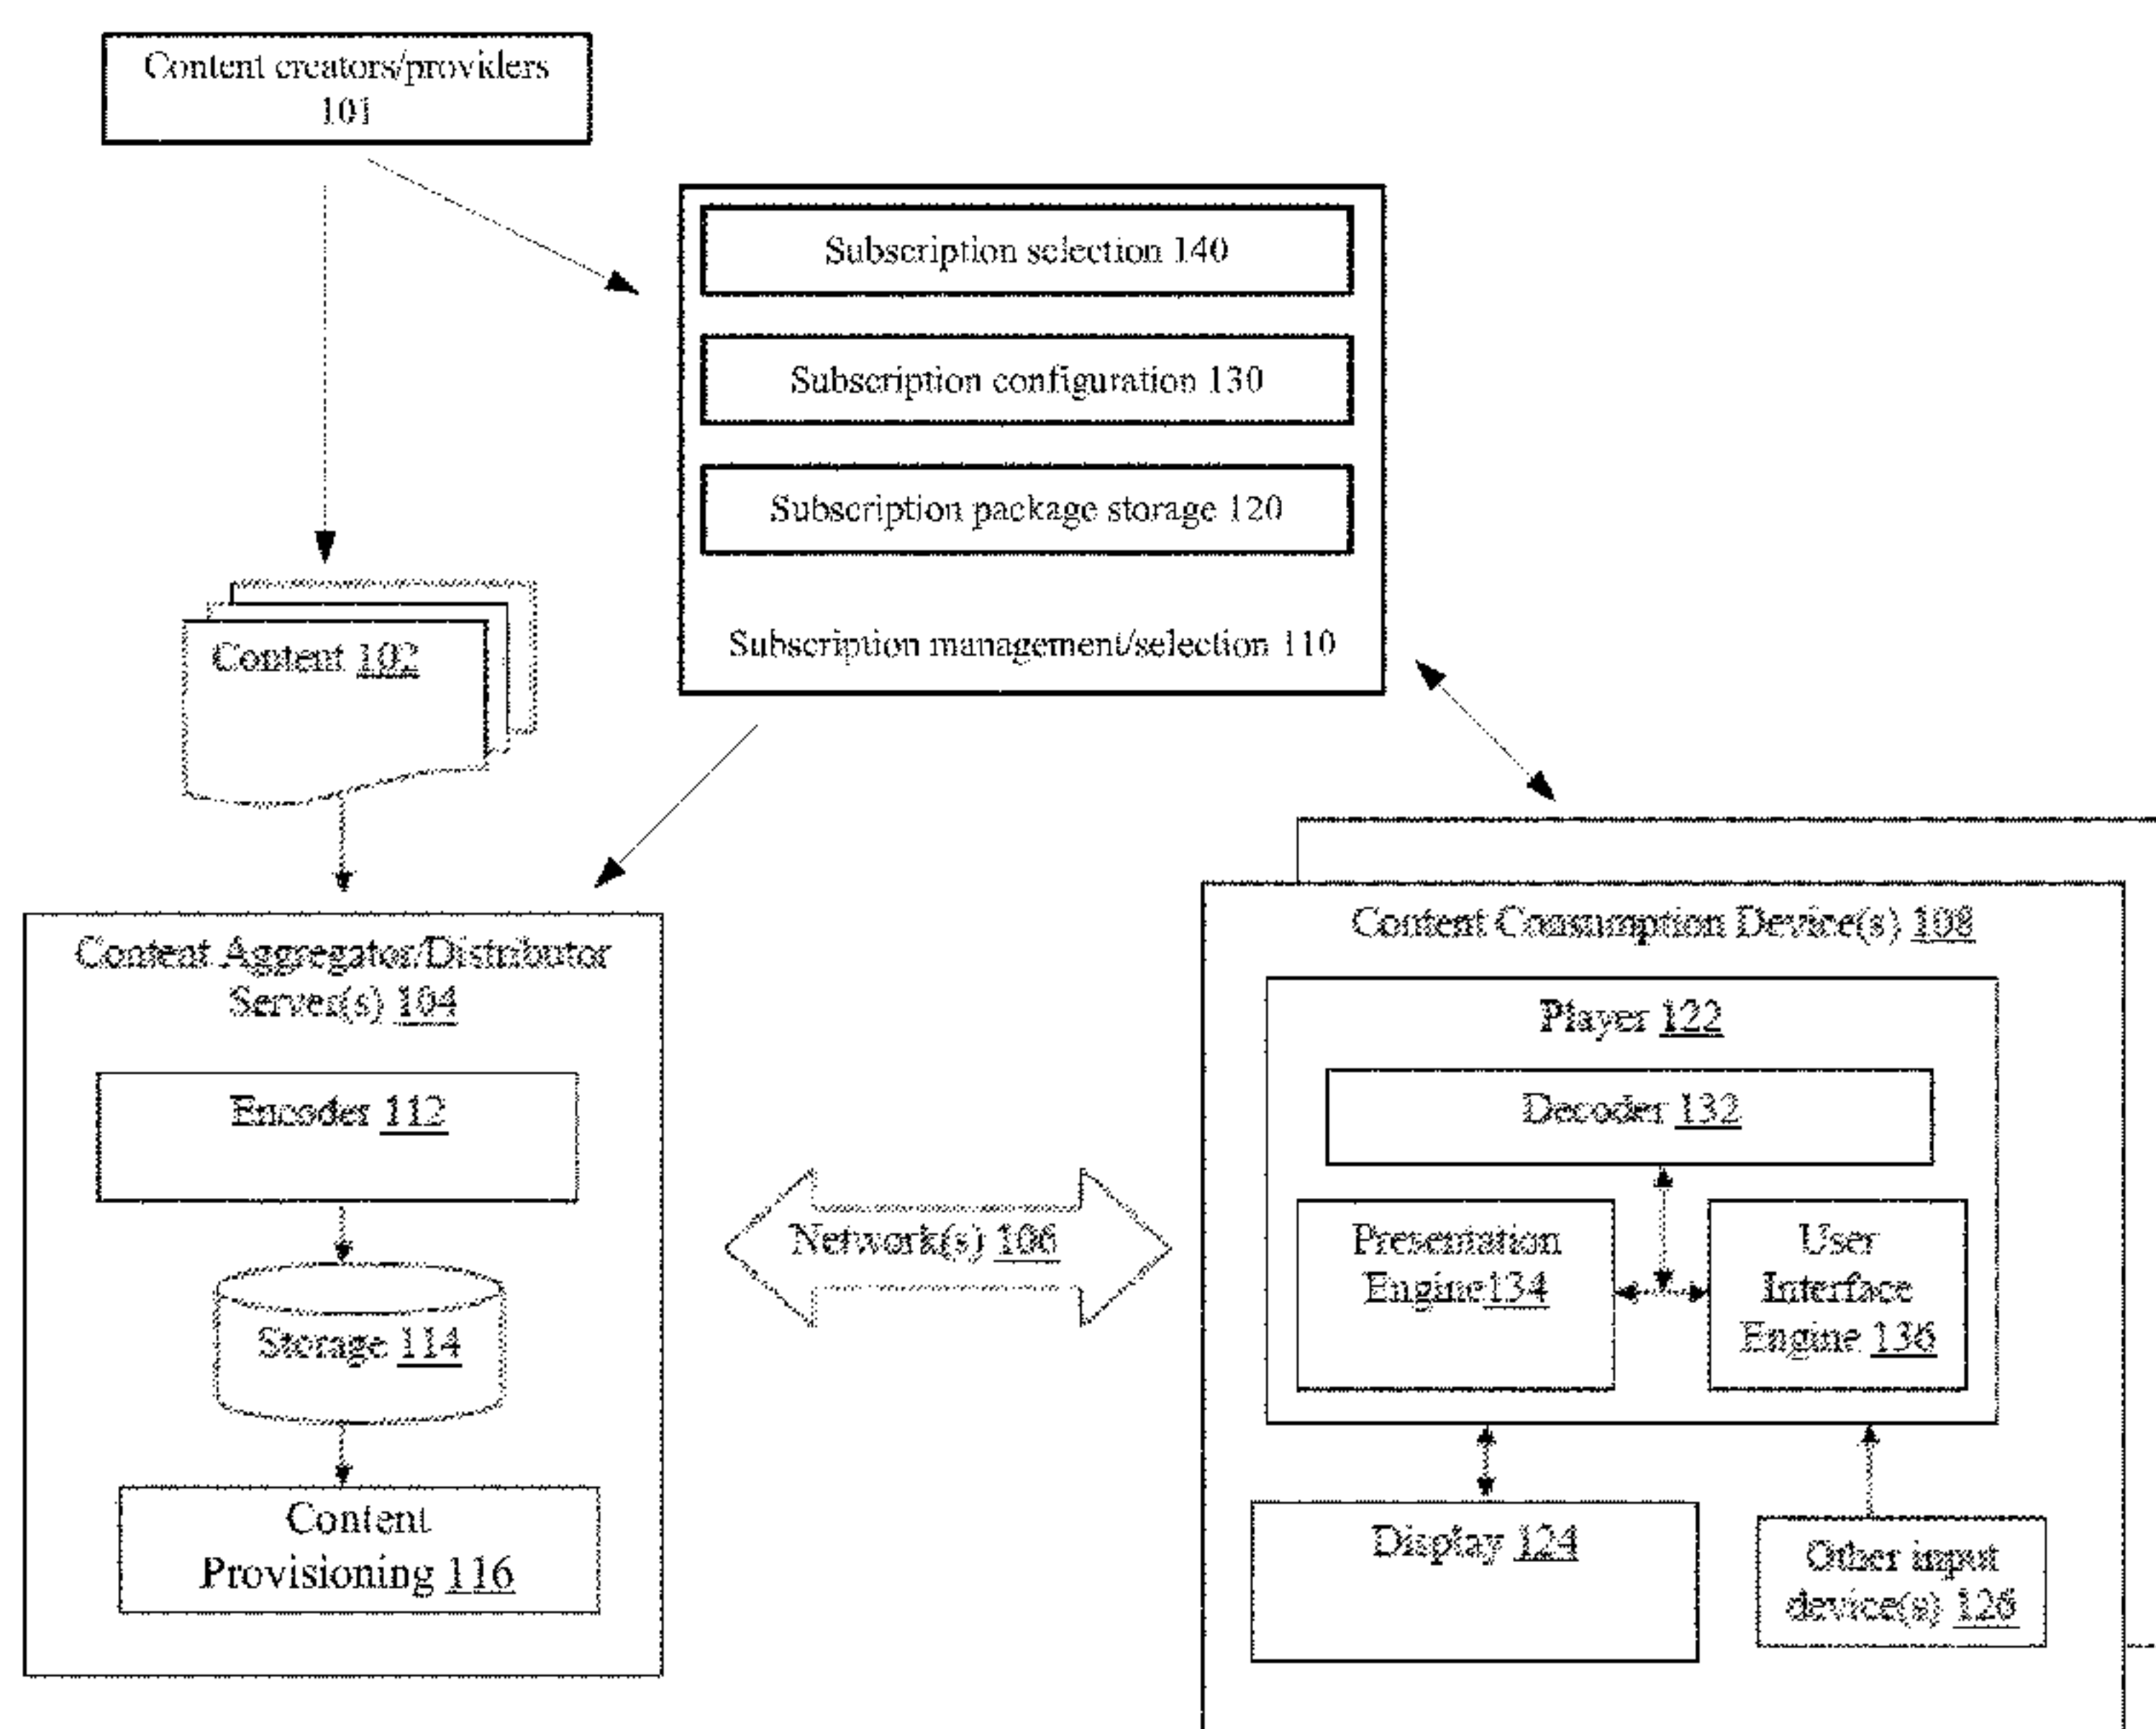 Content creators/providers
101
Subscription selection 140
Subscription configuration 130
Subscription package storage 120
Subscription management/selection 110
Content 102
Content Aggregator/Distributor
Server(s) 104
Encoder 112
Storage 114
Content
Provisioning 116
Network(s) 106
Content Consumption Device(s) 108
Player 122
Decoder 132
Presentation
Engine134
User
Interface
Engine 136
Display 124
Other input
device(s) 126